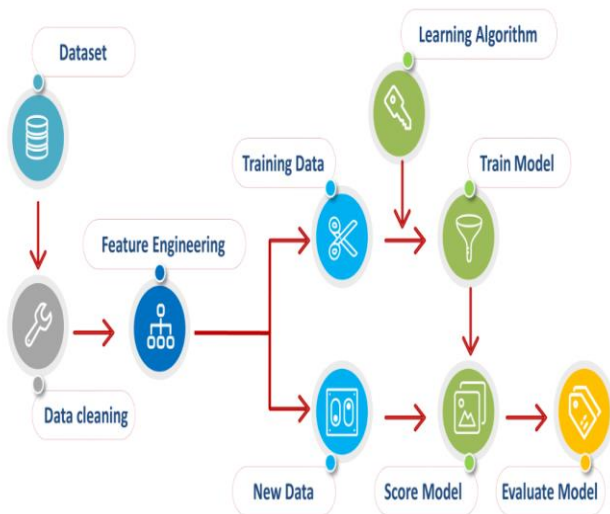 Learning Algorithm
Dataset
Training Data
Train Model
Feature Engineering
Data cleaning
New Data
Score Model
Evaluate Model